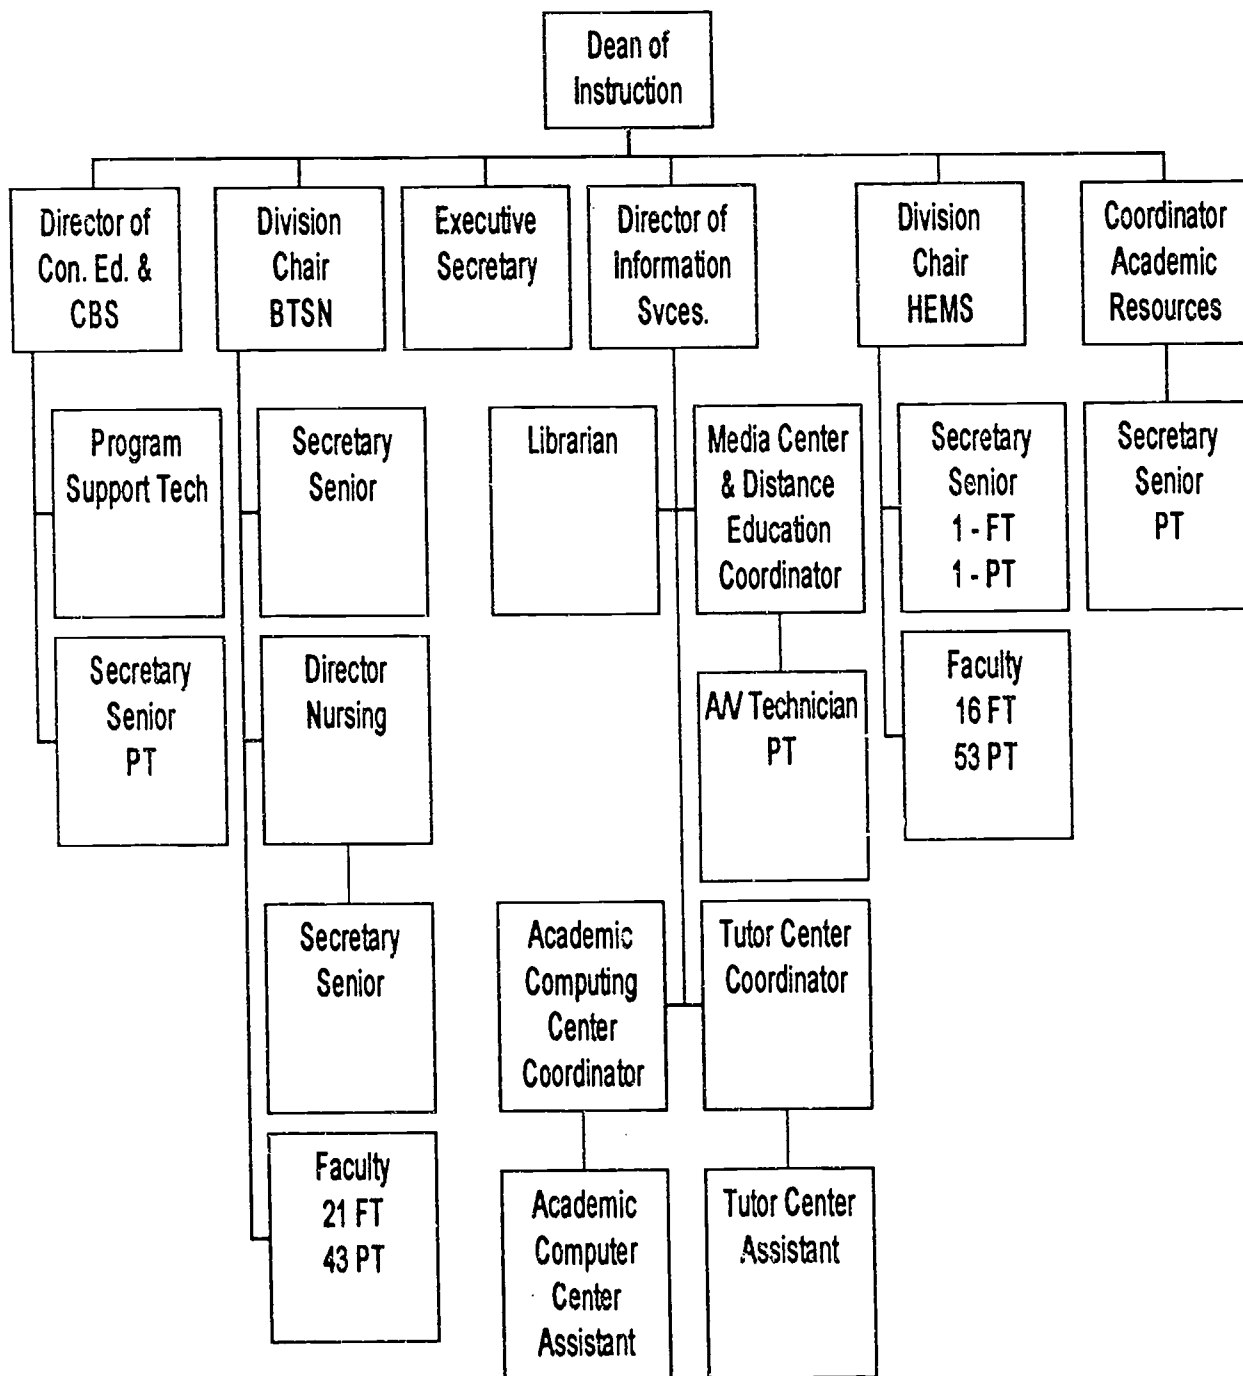 Dean of
Instruction
Director of
Con. Ed. &
CBS
Division
Chair
BTSN
Executive
Secretary
Director of
Information
Svces.
Division
Chair
HEMS
Coordinator
Academic
Resources
Program
Support Tech
Secretary
Senior
Librarian
Media Center
& Distance
Education
Coordinator
Secretary
Senior
1 - FT
1 - PT
Secretary
Senior
PT
Secretary
Senior
PT
Director
Nursing
A/V Technician
PT
Faculty
16 FT
53 PT
Secretary
Senior
Academic
Computing
Center
Coordinator
Tutor Center
Coordinator
Faculty
21 FT
43 PT
Academic
Computer
Center
Assistant
Tutor Center
Assistant